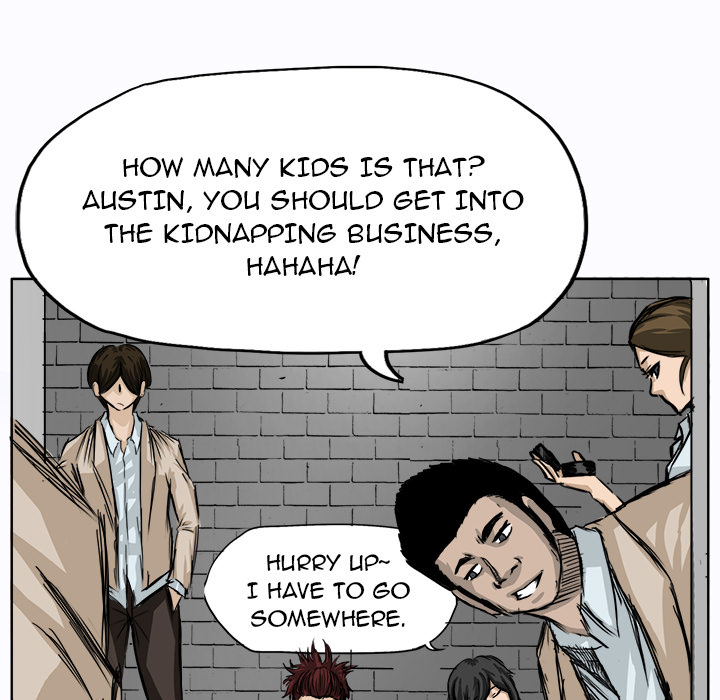 HOW MANY KIDS IS THAT?
AUSTIN, YOU SHOULD GET INTO
THE KIDNAPPING BUSINESS,
HAHAHA!
HURRY UP~
I HAVE TO GO
SOMEWHERE.